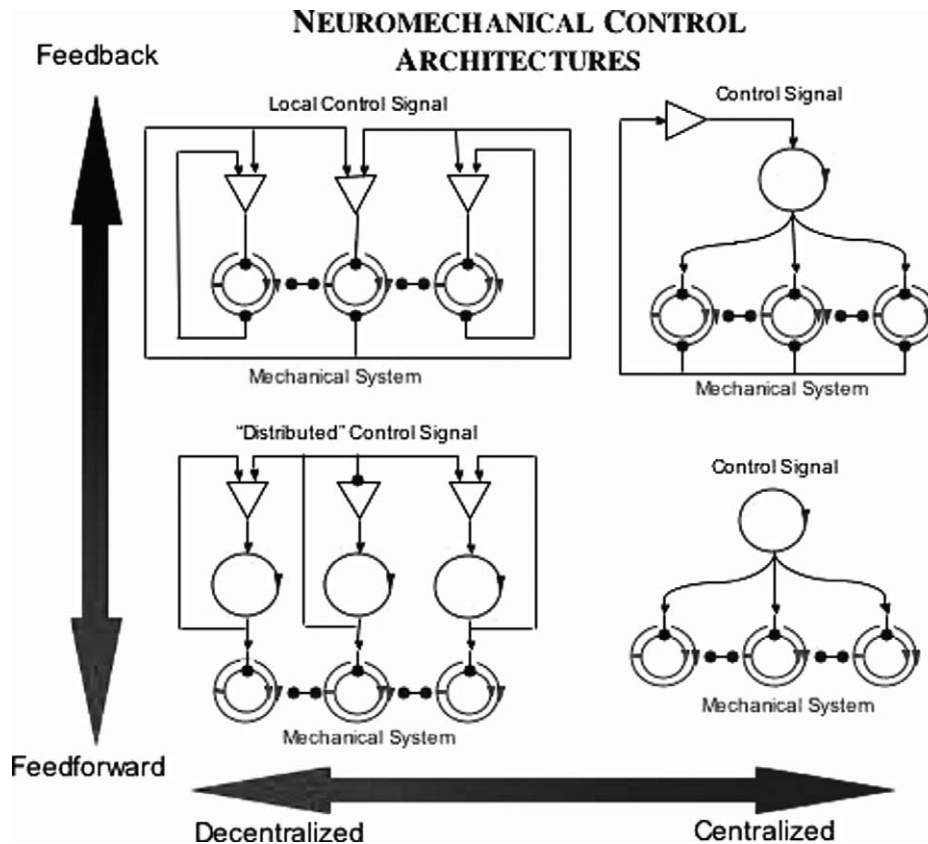 NEUROMECHANICAL CONTROL
ARCHITECTURES
Feedback
Local Control Signal
Control Signal
Mechanical System
Mechanical System
"Distributed" Control Signal
Control Signal
Mechanical System
Mechanical System
Feedforward
Decentralized
Centralized